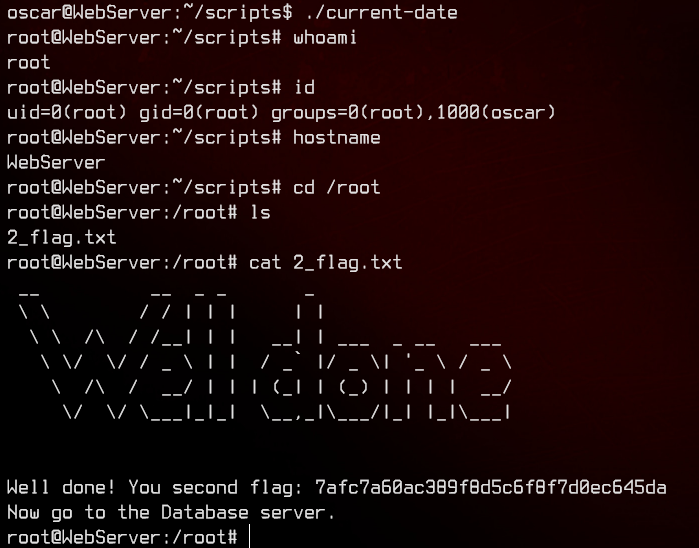 oscar@WebServer:~/scripts$ ./current-date
root@WebServer:~/scripts# whoami
root
root@WebServer:~/scripts# id
uid=0(root) gid=0(root) groups=0(root),1000(oscar)
root@WebServer:~/scripts# hostname
WebServer
root@WebServer:~/scripts# cd /root
root@WebServer:/root# ls
2_flag.txt
root@WebServer:/root# cat 2_flag.txt
Well done
Well done! You second flag: 7afc7a60ac389f8d5c6f8f7d0ec645da
Now go to the Database server.
root@WebServer:/root#